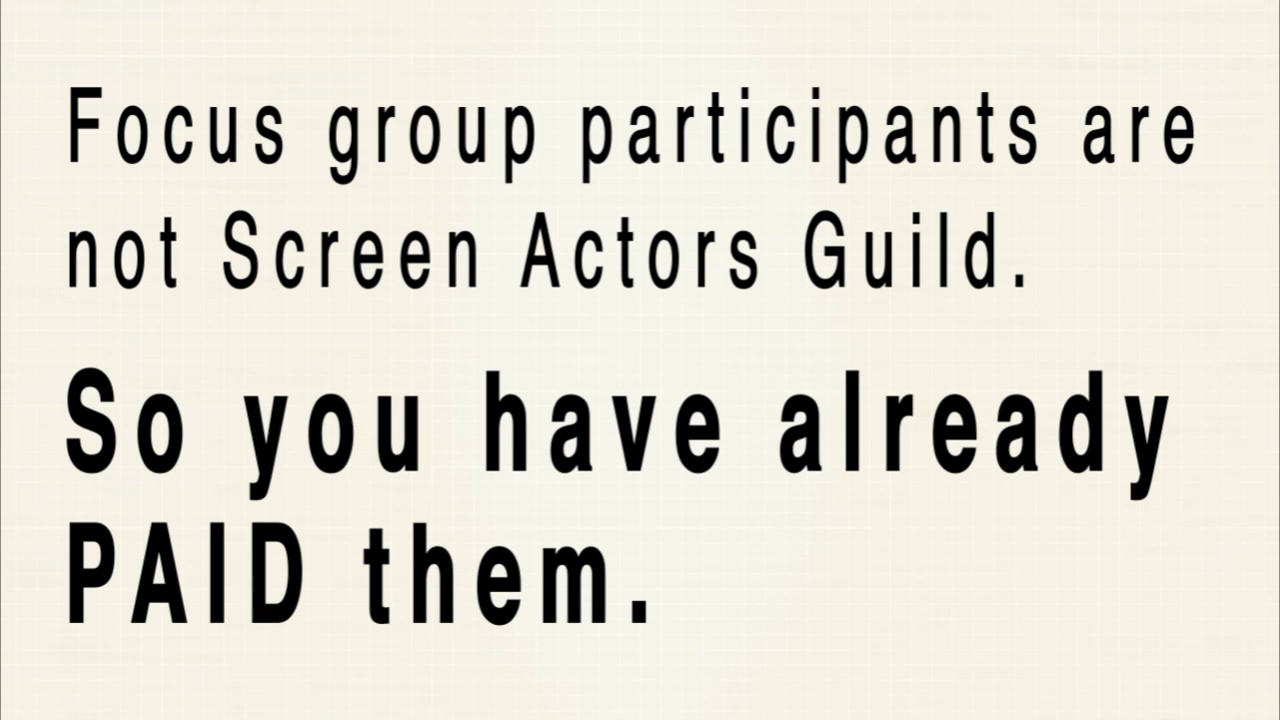 Focus group participants are
not Screen Actors Guild.
So you have already
PAID them.